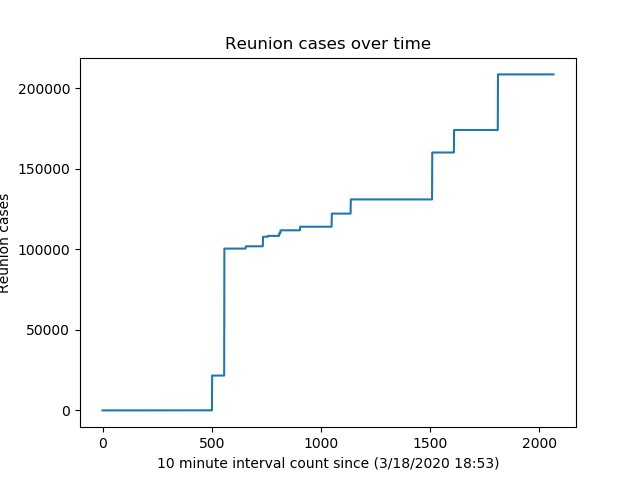 Reunion cases over time
200000
150000
100000
50000
0
Reunion cases
0 500 1000 1500 2000
10 minute interval count since (3/18/2020 18:53)